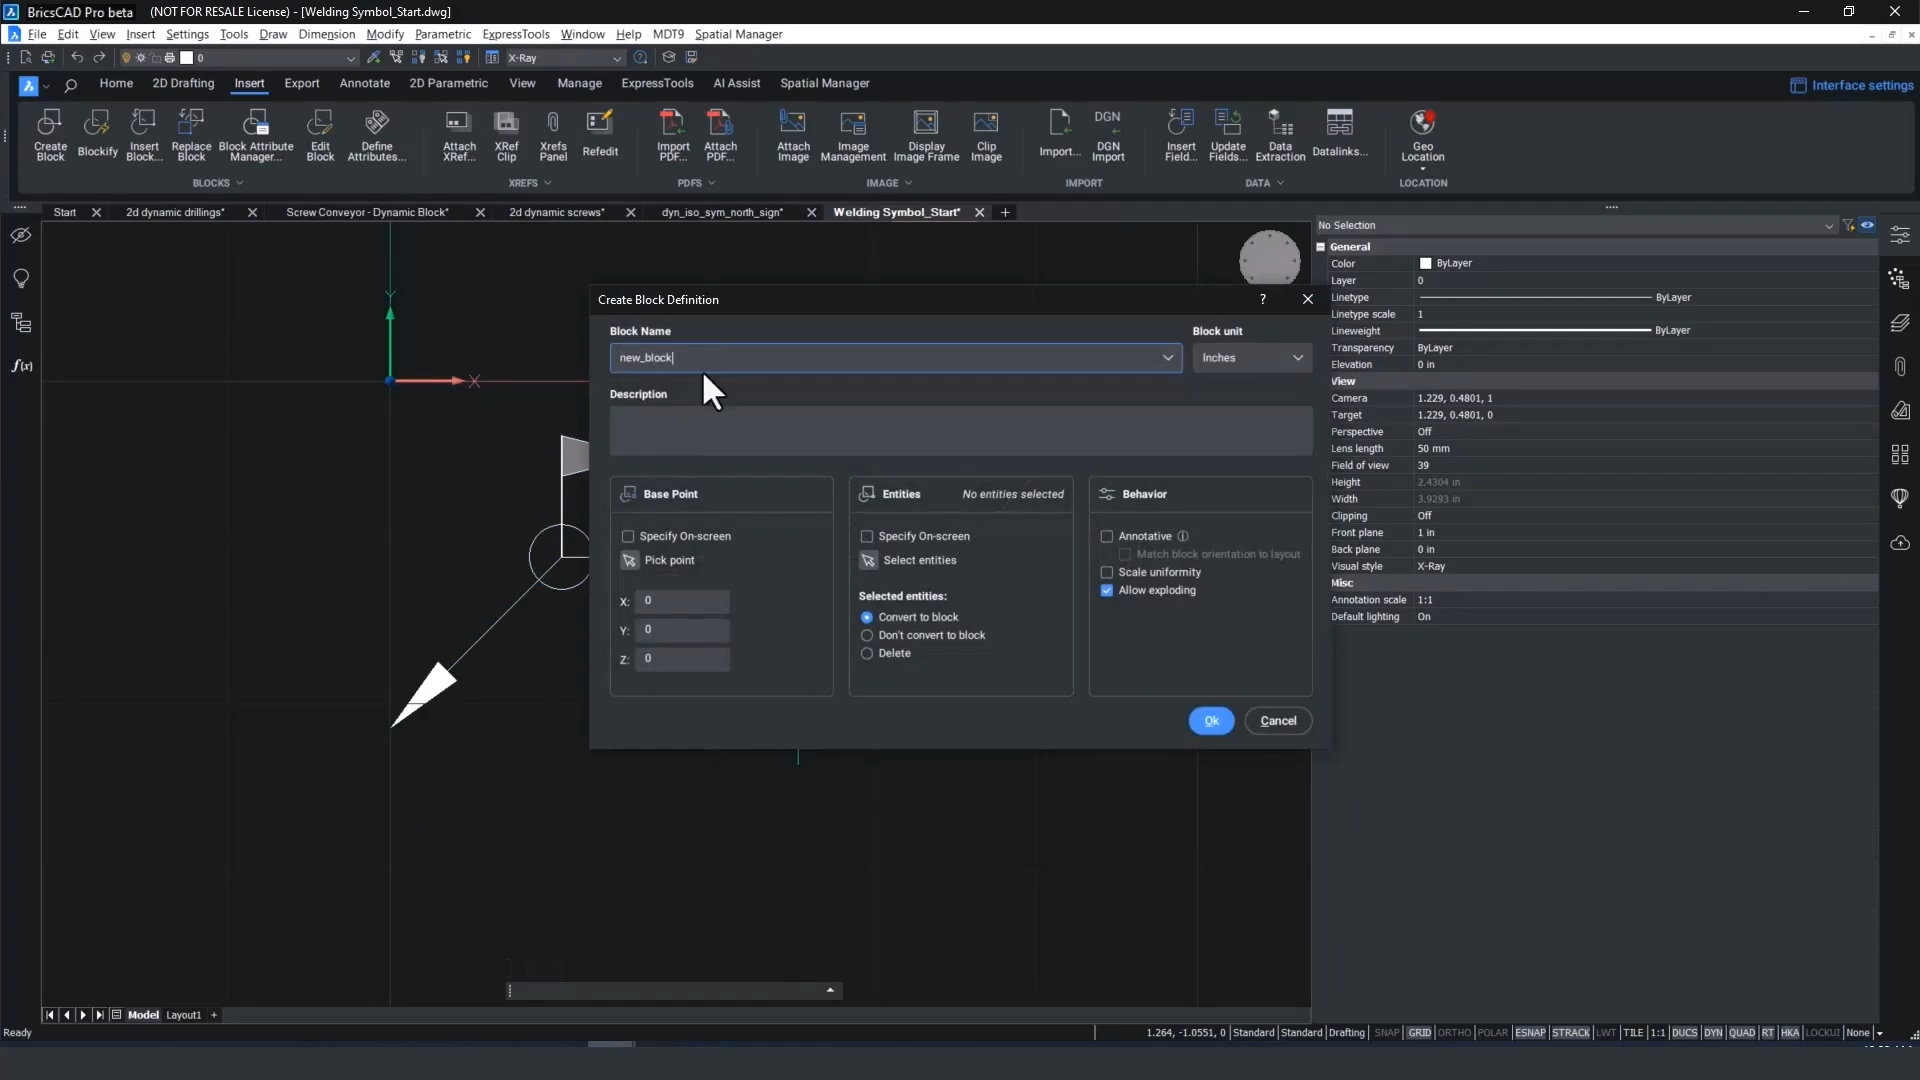 BricsCAD Pro beta (NOT FOR RESALE License) - [Welding Symbol_Start.dwg]
File Edit View Insert Settings Tools Draw Dimension Modify Parametric ExpressTools Window Help MDT9 Spatial Manager
0 X-Ray
Home 2D Drafting Insert Export Annotate 2D Parametric View Manage ExpressTools AI Assist Spatial Manager Interface settings
Create Block Blockify Insert Block... Replace Block Block Attribute Manager... Edit Block Define Attributes... Attach XRef... XRef Clip Xrefs Panel Refedit Import PDF... Attach PDF... Attach Image Image Management Display Image Frame Clip Image Import... DGN DGN Import Insert Field... Update Fields... Data Extraction Datalinks... Geo Location
BLOCKS XREFS PDFS IMAGE IMPORT DATA LOCATION
Start 2d dynamic drillings* Screw Conveyor - Dynamic Block* 2d dynamic screws* dyn_iso_sym_north_sign* Welding Symbol_Start*
f(x)
Y
X
Create Block Definition ?
Block Name Block unit
new_block Inches
Description
Base Point Entities No entities selected Behavior
Specify On-screen Specify On-screen Annotative
Pick point Select entities Match block orientation to layout
Scale uniformity
Selected entities: Allow exploding
X: 0 Convert to block
Y: 0 Don't convert to block
Z: 0 Delete
Ok Cancel
No Selection
General
Color ByLayer
Layer 0
Linetype ByLayer
Linetype scale 1
Lineweight ByLayer
Transparency ByLayer
Elevation 0 in
View
Camera 1.229, 0.4801, 1
Target 1.229, 0.4801, 0
Perspective Off
Lens length 50 mm
Field of view 39
Height 2.4304 in
Width 3.9293 in
Clipping Off
Front plane 1 in
Back plane 0 in
Visual style X-Ray
Misc
Annotation scale 1:1
Default lighting On
Model Layout1 +
Ready 1.264, -1.0551, 0 Standard Standard Drafting SNAP GRID ORTHO POLAR ESNAP STRACK LWT TILE 1:1 DUCS DYN QUAD RT HKA LOCKUI None